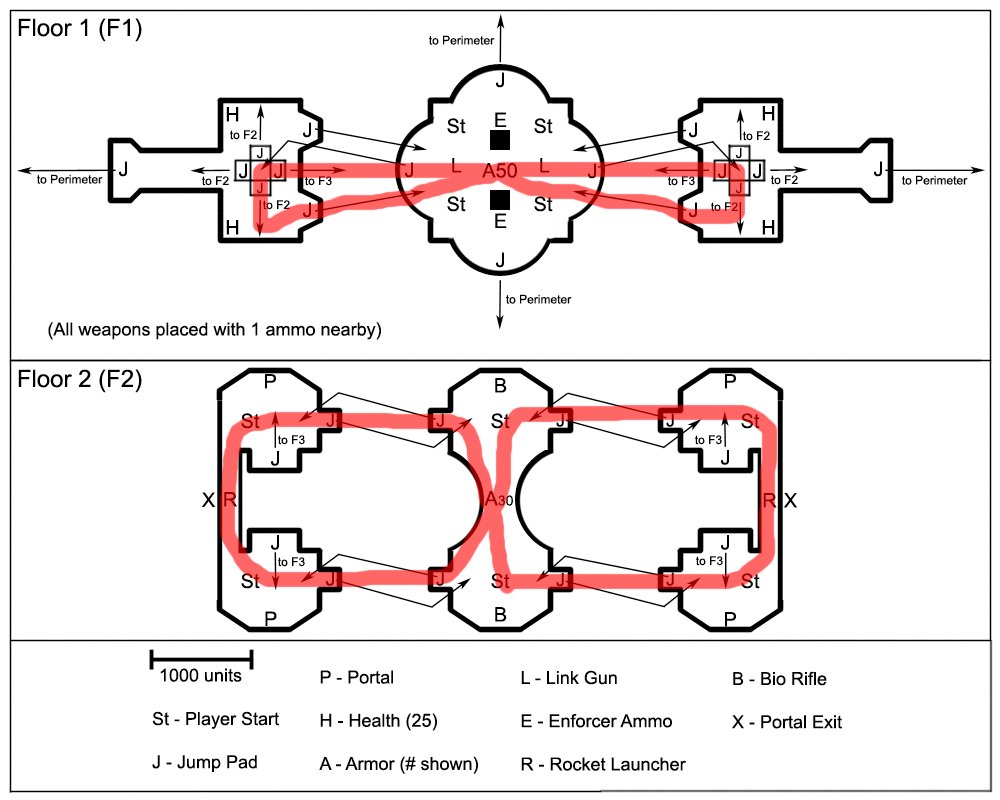 Floor 1 (F1)
to Perimeter
J
H
H
J
E
J
St
St
to F2
to F2
J
J
J
J
J
J
L
A50
L
J
J
J
J
to Perimeter
to F2
to F3
to F3
to F2
to Perimeter
J
J
St
St
to F2
J
J
to F2
E
H
H
J
to Perimeter
(All weapons placed with 1 ammo nearby)
Floor 2 (F2)
P
B
P
St
J
J
St
J
J
St
to F3
to F3
J
J
X
R
A30
R
X
J
J
to F3
to F3
St
J
J
St
J
J
St
P
B
P
1000 units
P - Portal
L - Link Gun
B - Bio Rifle
St - Player Start
H - Health (25)
E - Enforcer Ammo
X - Portal Exit
J - Jump Pad
A - Armor (# shown)
R - Rocket Launcher